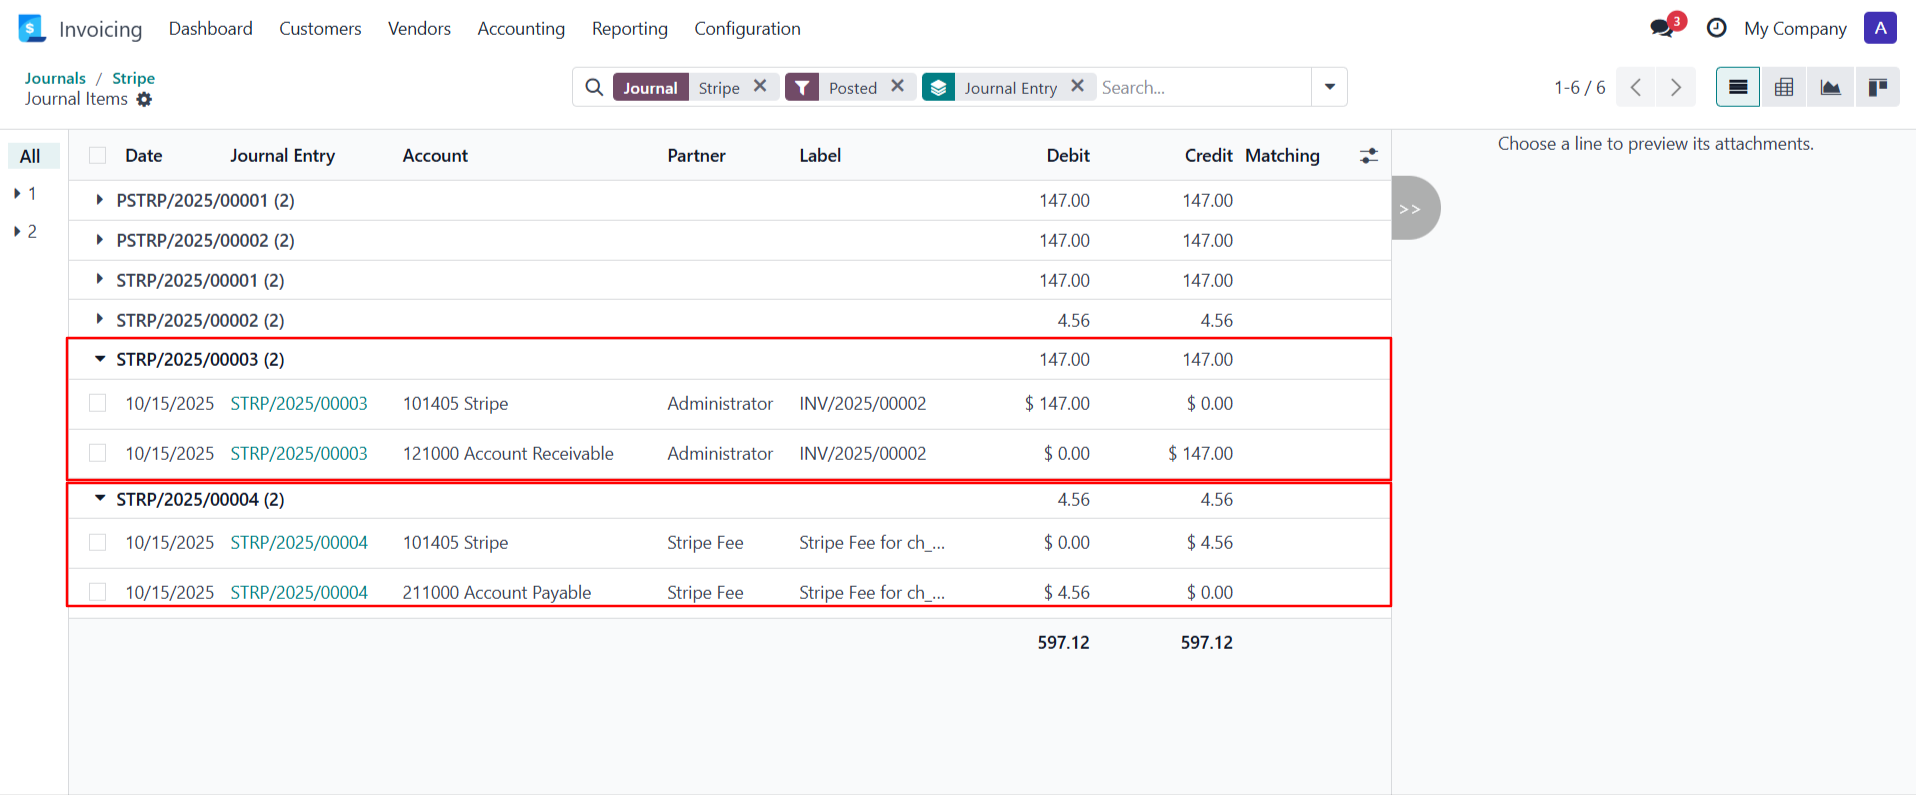 Invoicing Dashboard Customers Vendors Accounting Reporting Configuration 3 My Company A
Journals / Stripe
Journal Items
Journal Stripe Posted Journal Entry Search... 1-6 / 6
All
1
2
Date Journal Entry Account Partner Label Debit Credit Matching
PSTRP/2025/00001 (2) 147.00 147.00
PSTRP/2025/00002 (2) 147.00 147.00
STRP/2025/00001 (2) 147.00 147.00
STRP/2025/00002 (2) 4.56 4.56
STRP/2025/00003 (2) 147.00 147.00
10/15/2025 STRP/2025/00003 101405 Stripe Administrator INV/2025/00002 $ 147.00 $ 0.00
10/15/2025 STRP/2025/00003 121000 Account Receivable Administrator INV/2025/00002 $ 0.00 $ 147.00
STRP/2025/00004 (2) 4.56 4.56
10/15/2025 STRP/2025/00004 101405 Stripe Stripe Fee Stripe Fee for ch_... $ 0.00 $ 4.56
10/15/2025 STRP/2025/00004 211000 Account Payable Stripe Fee Stripe Fee for ch_... $ 4.56 $ 0.00
597.12 597.12
Choose a line to preview its attachments.
>>